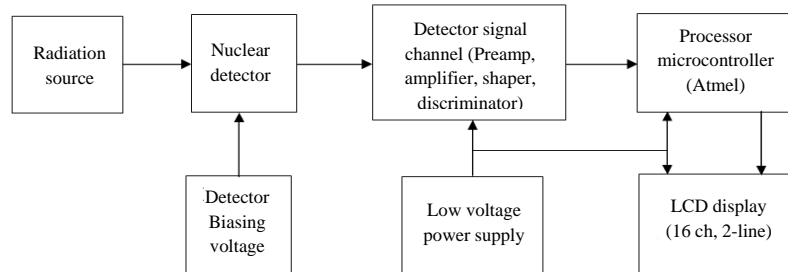 Radiation
source
Nuclear
detector
Detector signal
channel (Preamp,
amplifier, shaper,
discriminator)
Processor
microcontroller
(Atmel)
Detector
Biasing
voltage
Low voltage
power supply
LCD display
(16 ch, 2-line)